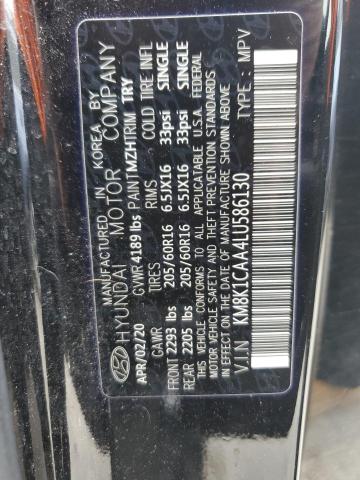 MANUFACTURED IN KOREA BY
HYUNDAI MOTOR COMPANY
APR/02/20 GVWR 4189 lbs PAINT MZH TRIM TRY
GAWR TIRES RIMS COLD TIRE INFL
FRONT 2293 lbs 205/60R16 6.5JX16 33psi SINGLE
REAR 2205 lbs 205/60R16 6.5JX16 33psi SINGLE
THIS VEHICLE CONFORMS TO ALL APPLICABLE U.S.A. FEDERAL
MOTOR VEHICLE SAFETY AND THEFT PREVENTION STANDARDS
IN EFFECT ON THE DATE OF MANUFACTURE SHOWN ABOVE
V.I.N KM8K1CAA4LU586130 TYPE: MPV